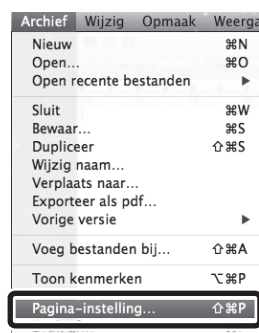 Archief Wijzig Opmaak Weerga
Nieuw ⌘N
Open... ⌘O
Open recente bestanden ▶
Sluit ⌘W
Bewaar... ⌘S
Dupliceer ⇧⌘S
Wijzig naam...
Verplaats naar...
Exporteer als pdf...
Vorige versie ▶
Voeg bestanden bij... ⇧⌘A
Toon kenmerken ⌥⌘P
Pagina-instelling... ⇧⌘P